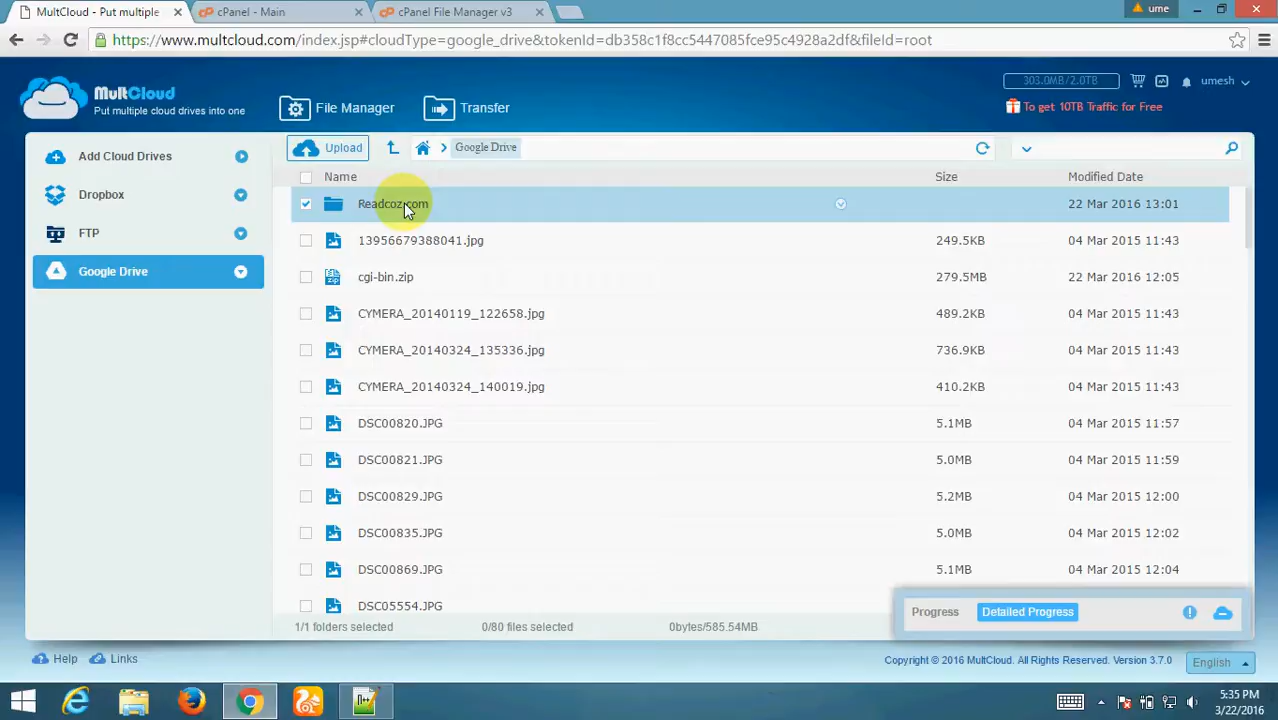 MultCloud - Put multiple
cPanel - Main
cPanel File Manager v3
ume
https://www.multcloud.com/index.jsp#cloudType=google_drive&tokenId=db358c1f8cc5447085fce95c4928a2df&fileId=root
MultCloud
Put multiple cloud drives into one
File Manager
Transfer
303.0MB/2.0TB
umesh
To get 10TB Traffic for Free
Add Cloud Drives
Dropbox
FTP
Google Drive
Upload
Google Drive
Name Size Modified Date
Readcoz.com 22 Mar 2016 13:01
13956679388041.jpg 249.5KB 04 Mar 2015 11:43
cgi-bin.zip 279.5MB 22 Mar 2016 12:05
CYMERA_20140119_122658.jpg 489.2KB 04 Mar 2015 11:43
CYMERA_20140324_135336.jpg 736.9KB 04 Mar 2015 11:43
CYMERA_20140324_140019.jpg 410.2KB 04 Mar 2015 11:43
DSC00820.JPG 5.1MB 04 Mar 2015 11:57
DSC00821.JPG 5.0MB 04 Mar 2015 11:59
DSC00829.JPG 5.2MB 04 Mar 2015 12:00
DSC00835.JPG 5.0MB 04 Mar 2015 12:02
DSC00869.JPG 5.1MB 04 Mar 2015 12:04
DSC05554.JPG
Progress Detailed Progress
1/1 folders selected 0/80 files selected 0bytes/585.54MB
Help Links
Copyright © 2016 MultCloud. All Rights Reserved. Version 3.7.0
English
5:35 PM
3/22/2016